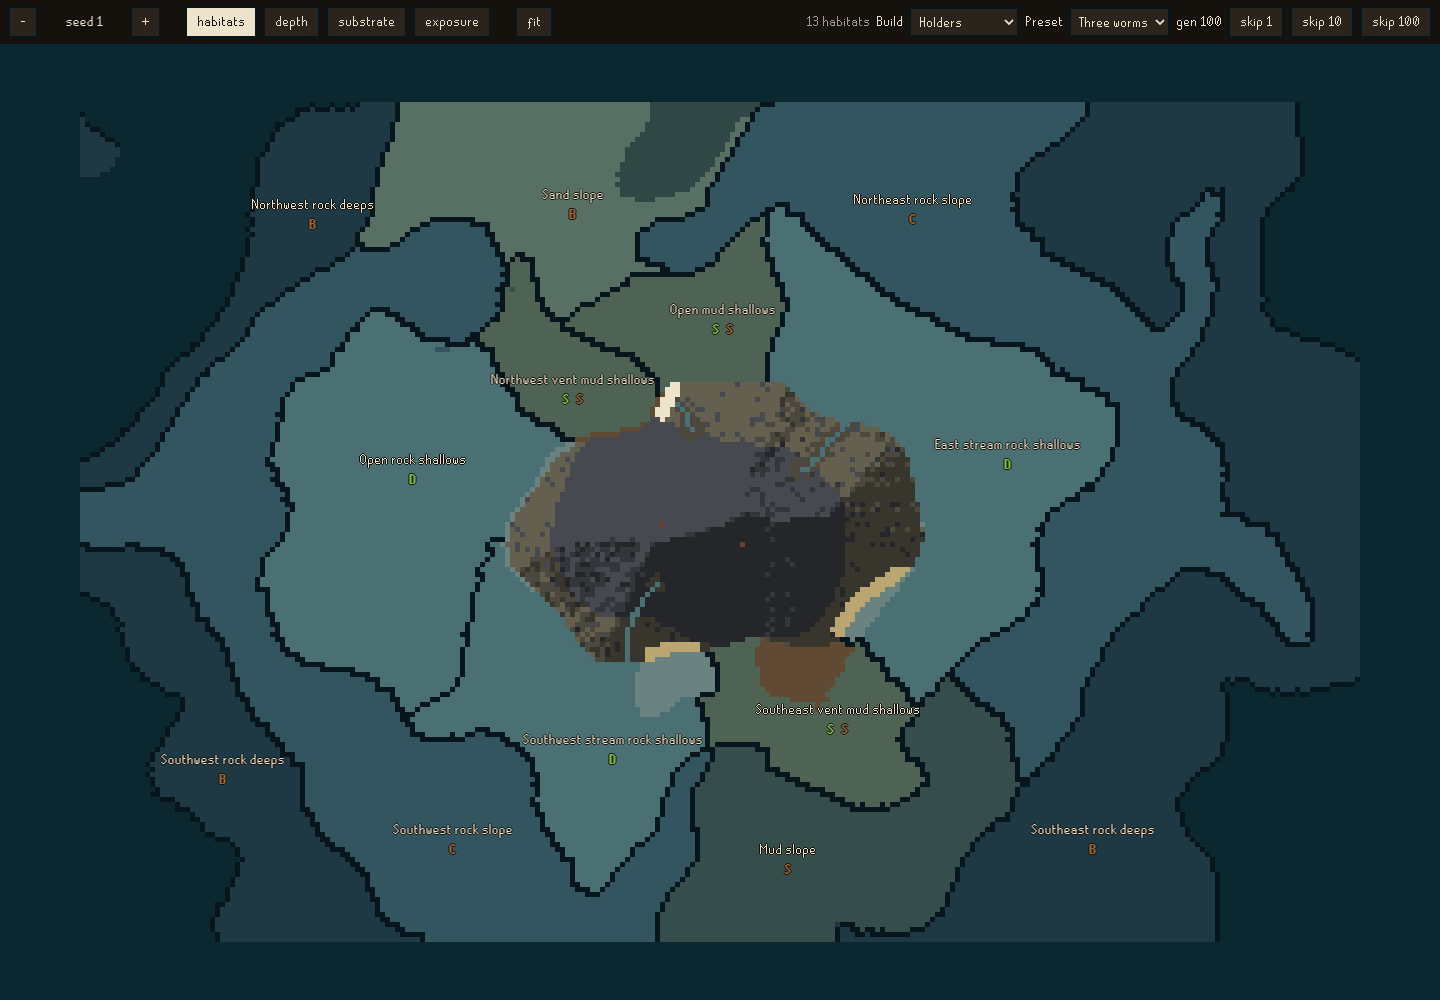 - seed 1 + habitats depth substrate exposure fit 13 habitats Build Holders Preset Three worms gen 100 skip 1 skip 10 skip 100
Sand slope
B
Northwest rock deeps
B
Northeast rock slope
C
Open mud shallows
S S
Northwest vent mud shallows
S S
East stream rock shallows
D
Open rock shallows
D
Southeast vent mud shallows
S S
Southwest stream rock shallows
D
Southwest rock deeps
B
Southwest rock slope
C
Southeast rock deeps
B
Mud slope
S